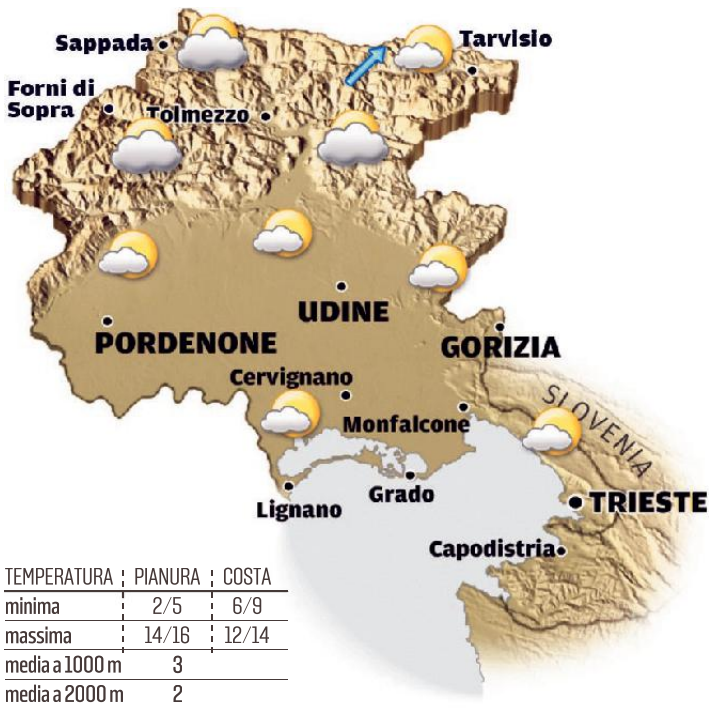 Sappada
Tarvisio
Forni di
Sopra
Tolmezzo
UDINE
PORDENONE
GORIZIA
Cervignano
SLOVENIA
Monfalcone
Lignano
Grado
TRIESTE
Capodistria
TEMPERATURA PIANURA COSTA
minima 2/5 6/9
massima 14/16 12/14
media a 1000 m 3
media a 2000 m 2